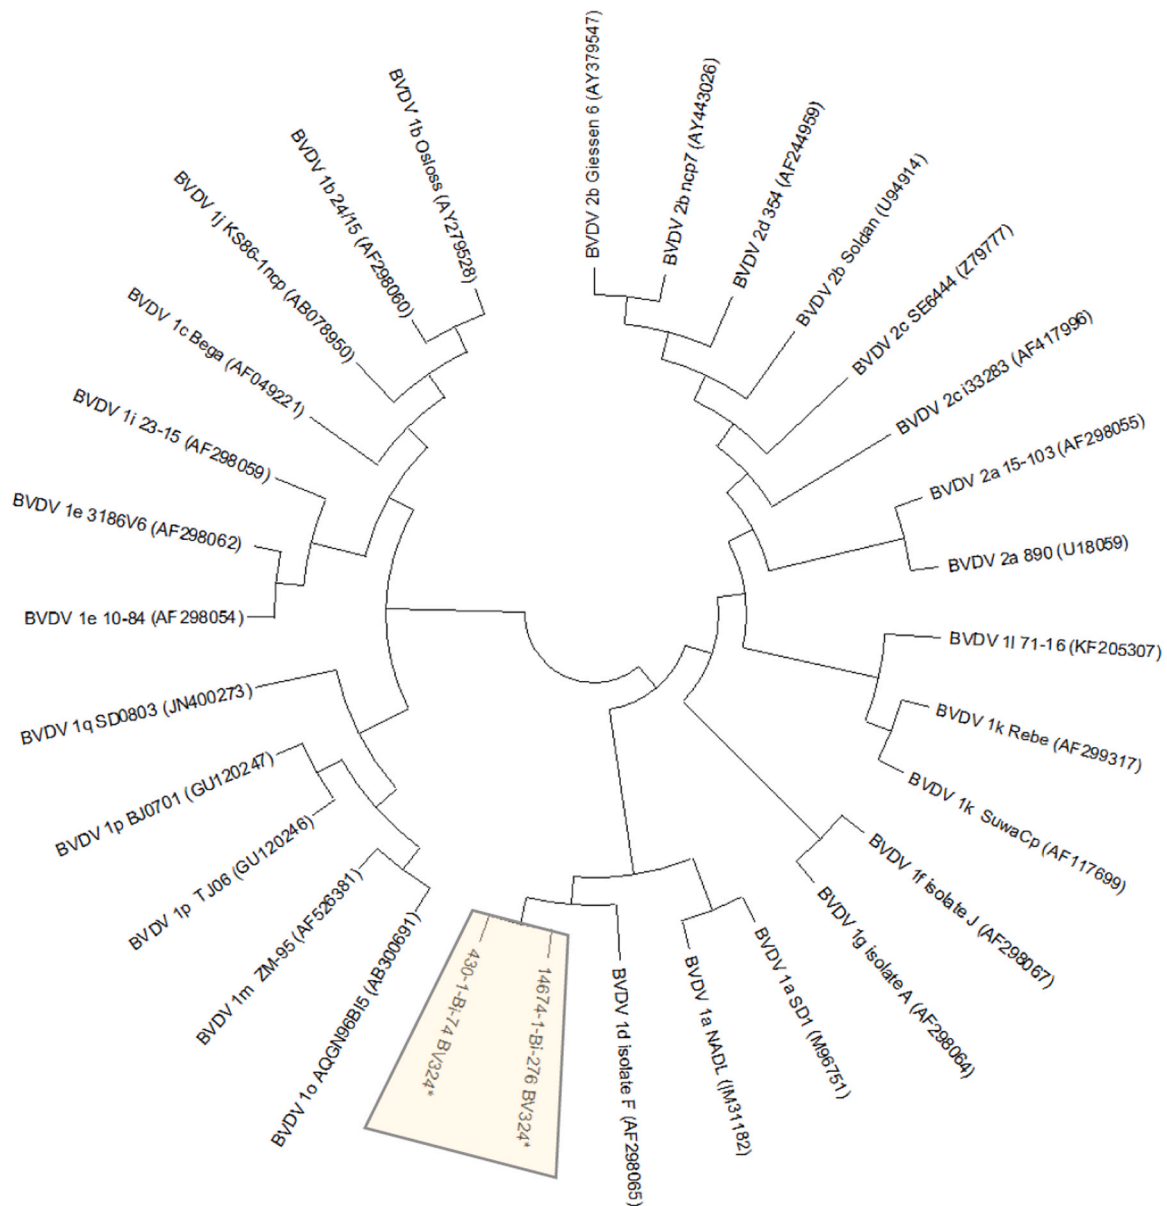 BVDV 2b Giessen 6 (AY379547)
BVDV 2b ncp7 (AY443026)
BVDV 2d 354 (AF244959)
BVDV 2b Soldan (U94914)
BVDV 2c SE6444 (Z79777)
BVDV 2c i33283 (AF417996)
BVDV 2a 15-103 (AF298055)
BVDV 2a 890 (U18059)
BVDV 1l 71-16 (KF205307)
BVDV 1k Rebe (AF299317)
BVDV 1k SuwaCp (AF117699)
BVDV 1f isolate J (AF298067)
BVDV 1g isolate A (AF298064)
BVDV 1a SD1 (M96751)
BVDV 1a NADL (JM31182)
BVDV 1d isolate F (AF298065)
14674-1-Bi-276 BV324*
430-1-Bi-74 BV324*
BVDV 1o AQGN96BI5 (AB300691)
BVDV 1m ZM-95 (AF526381)
BVDV 1p TJ06 (GU120246)
BVDV 1p BJ0701 (GU120247)
BVDV 1q SD0803 (JN400273)
BVDV 1e 10-84 (AF298054)
BVDV 1e 3186V6 (AF298062)
BVDV 1i 23-15 (AF298059)
BVDV 1c Bega (AF049221)
BVDV 1j KS86-1ncp (AB078950)
BVDV 1b 24/15 (AF298060)
BVDV 1b Osloss (AY279528)